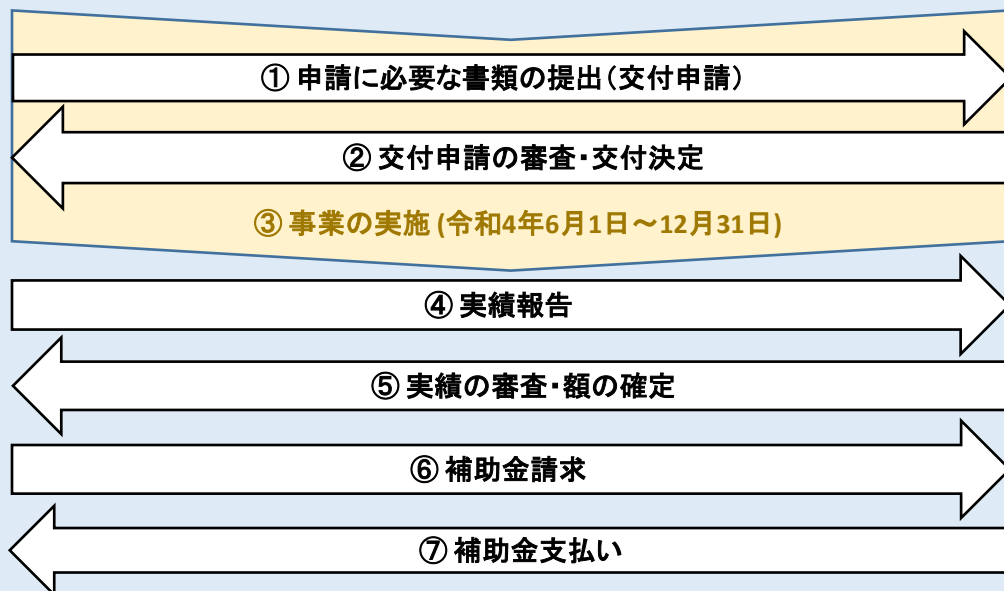 ① 申請に必要な書類の提出（交付申請）
② 交付申請の審査・交付決定
③ 事業の実施 (令和4年6月1日～12月31日)
④ 実績報告
⑤ 実績の審査・額の確定
⑥ 補助金請求
⑦ 補助金支払い